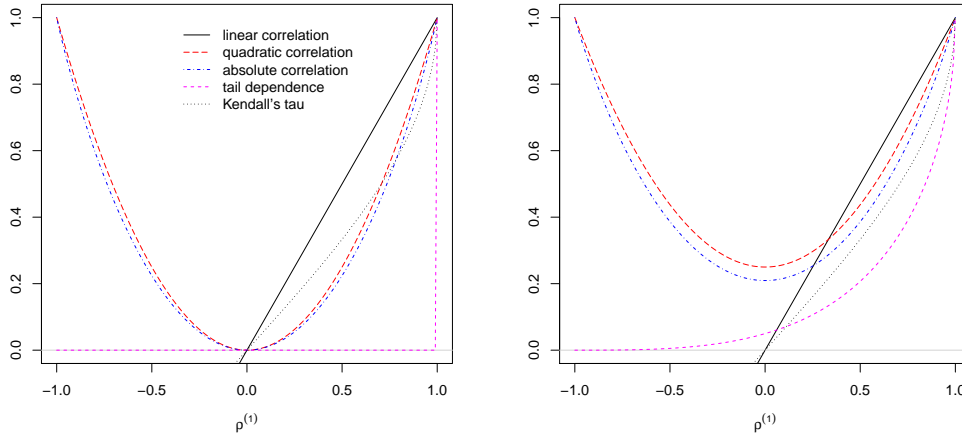 1.0
0.8
0.6
0.4
0.2
0.0
linear correlation
quadratic correlation
absolute correlation
tail dependence
Kendall's tau
−1.0 −0.5 0.0 0.5 1.0
ρ(1)
1.0
0.8
0.6
0.4
0.2
0.0
−1.0 −0.5 0.0 0.5 1.0
ρ(1)